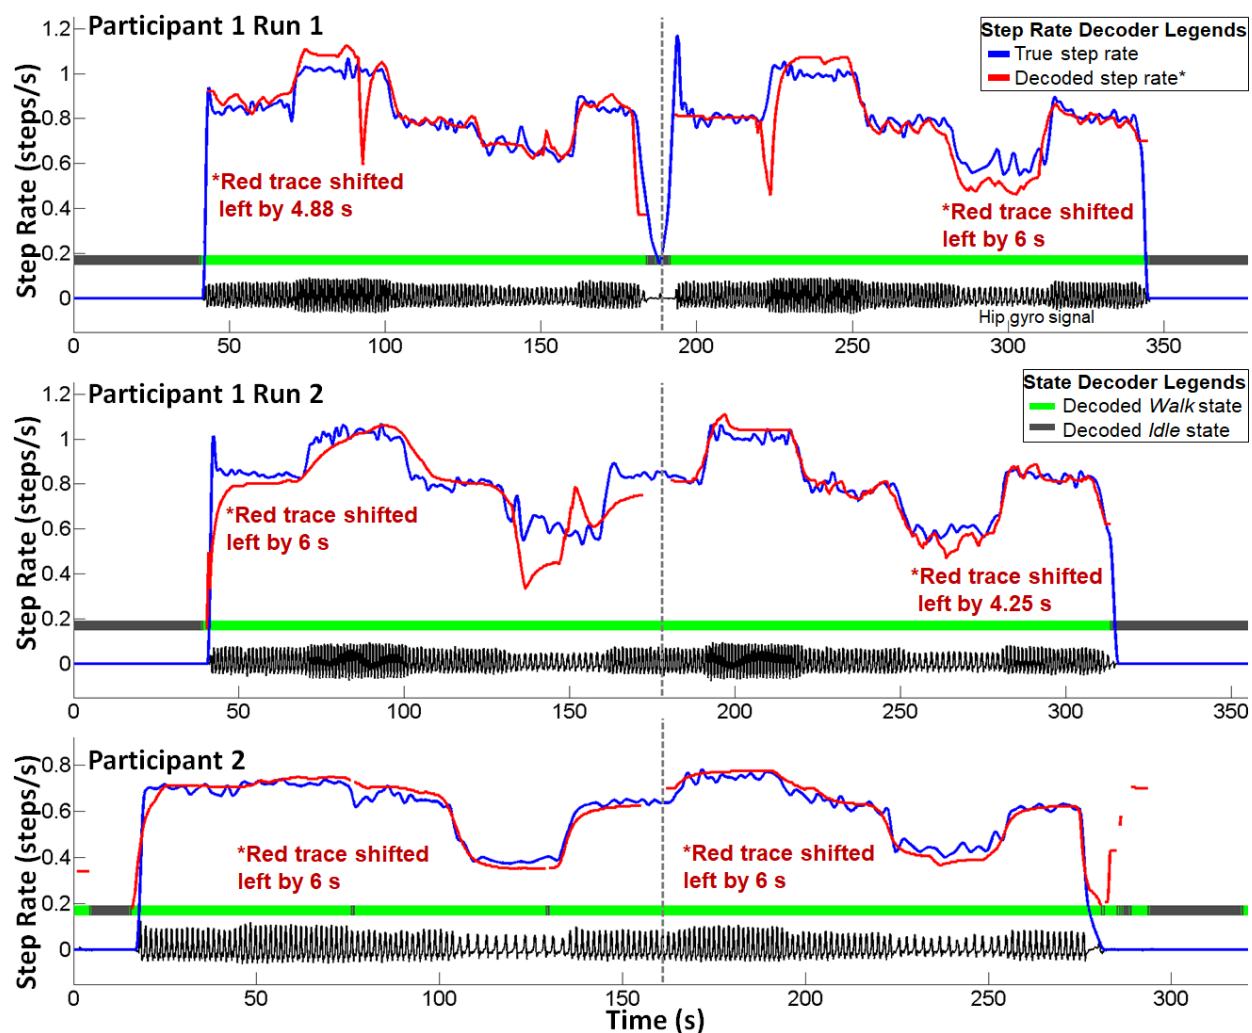 Participant 1 Run 1
Step Rate Decoder Legends
True step rate
Decoded step rate*
Step Rate (steps/s)
1.2
1
0.8
0.6
0.4
0.2
0
*Red trace shifted
left by 4.88 s
*Red trace shifted
left by 6 s
Hip gyro signal
0 50 100 150 200 250 300 350
Participant 1 Run 2
State Decoder Legends
Decoded Walk state
Decoded Idle state
Step Rate (steps/s)
1.2
1
0.8
0.6
0.4
0.2
0
*Red trace shifted
left by 6 s
*Red trace shifted
left by 4.25 s
0 50 100 150 200 250 300 350
Participant 2
Step Rate (steps/s)
0.8
0.6
0.4
0.2
0
*Red trace shifted
left by 6 s
*Red trace shifted
left by 6 s
0 50 100 150 200 250 300
Time (s)